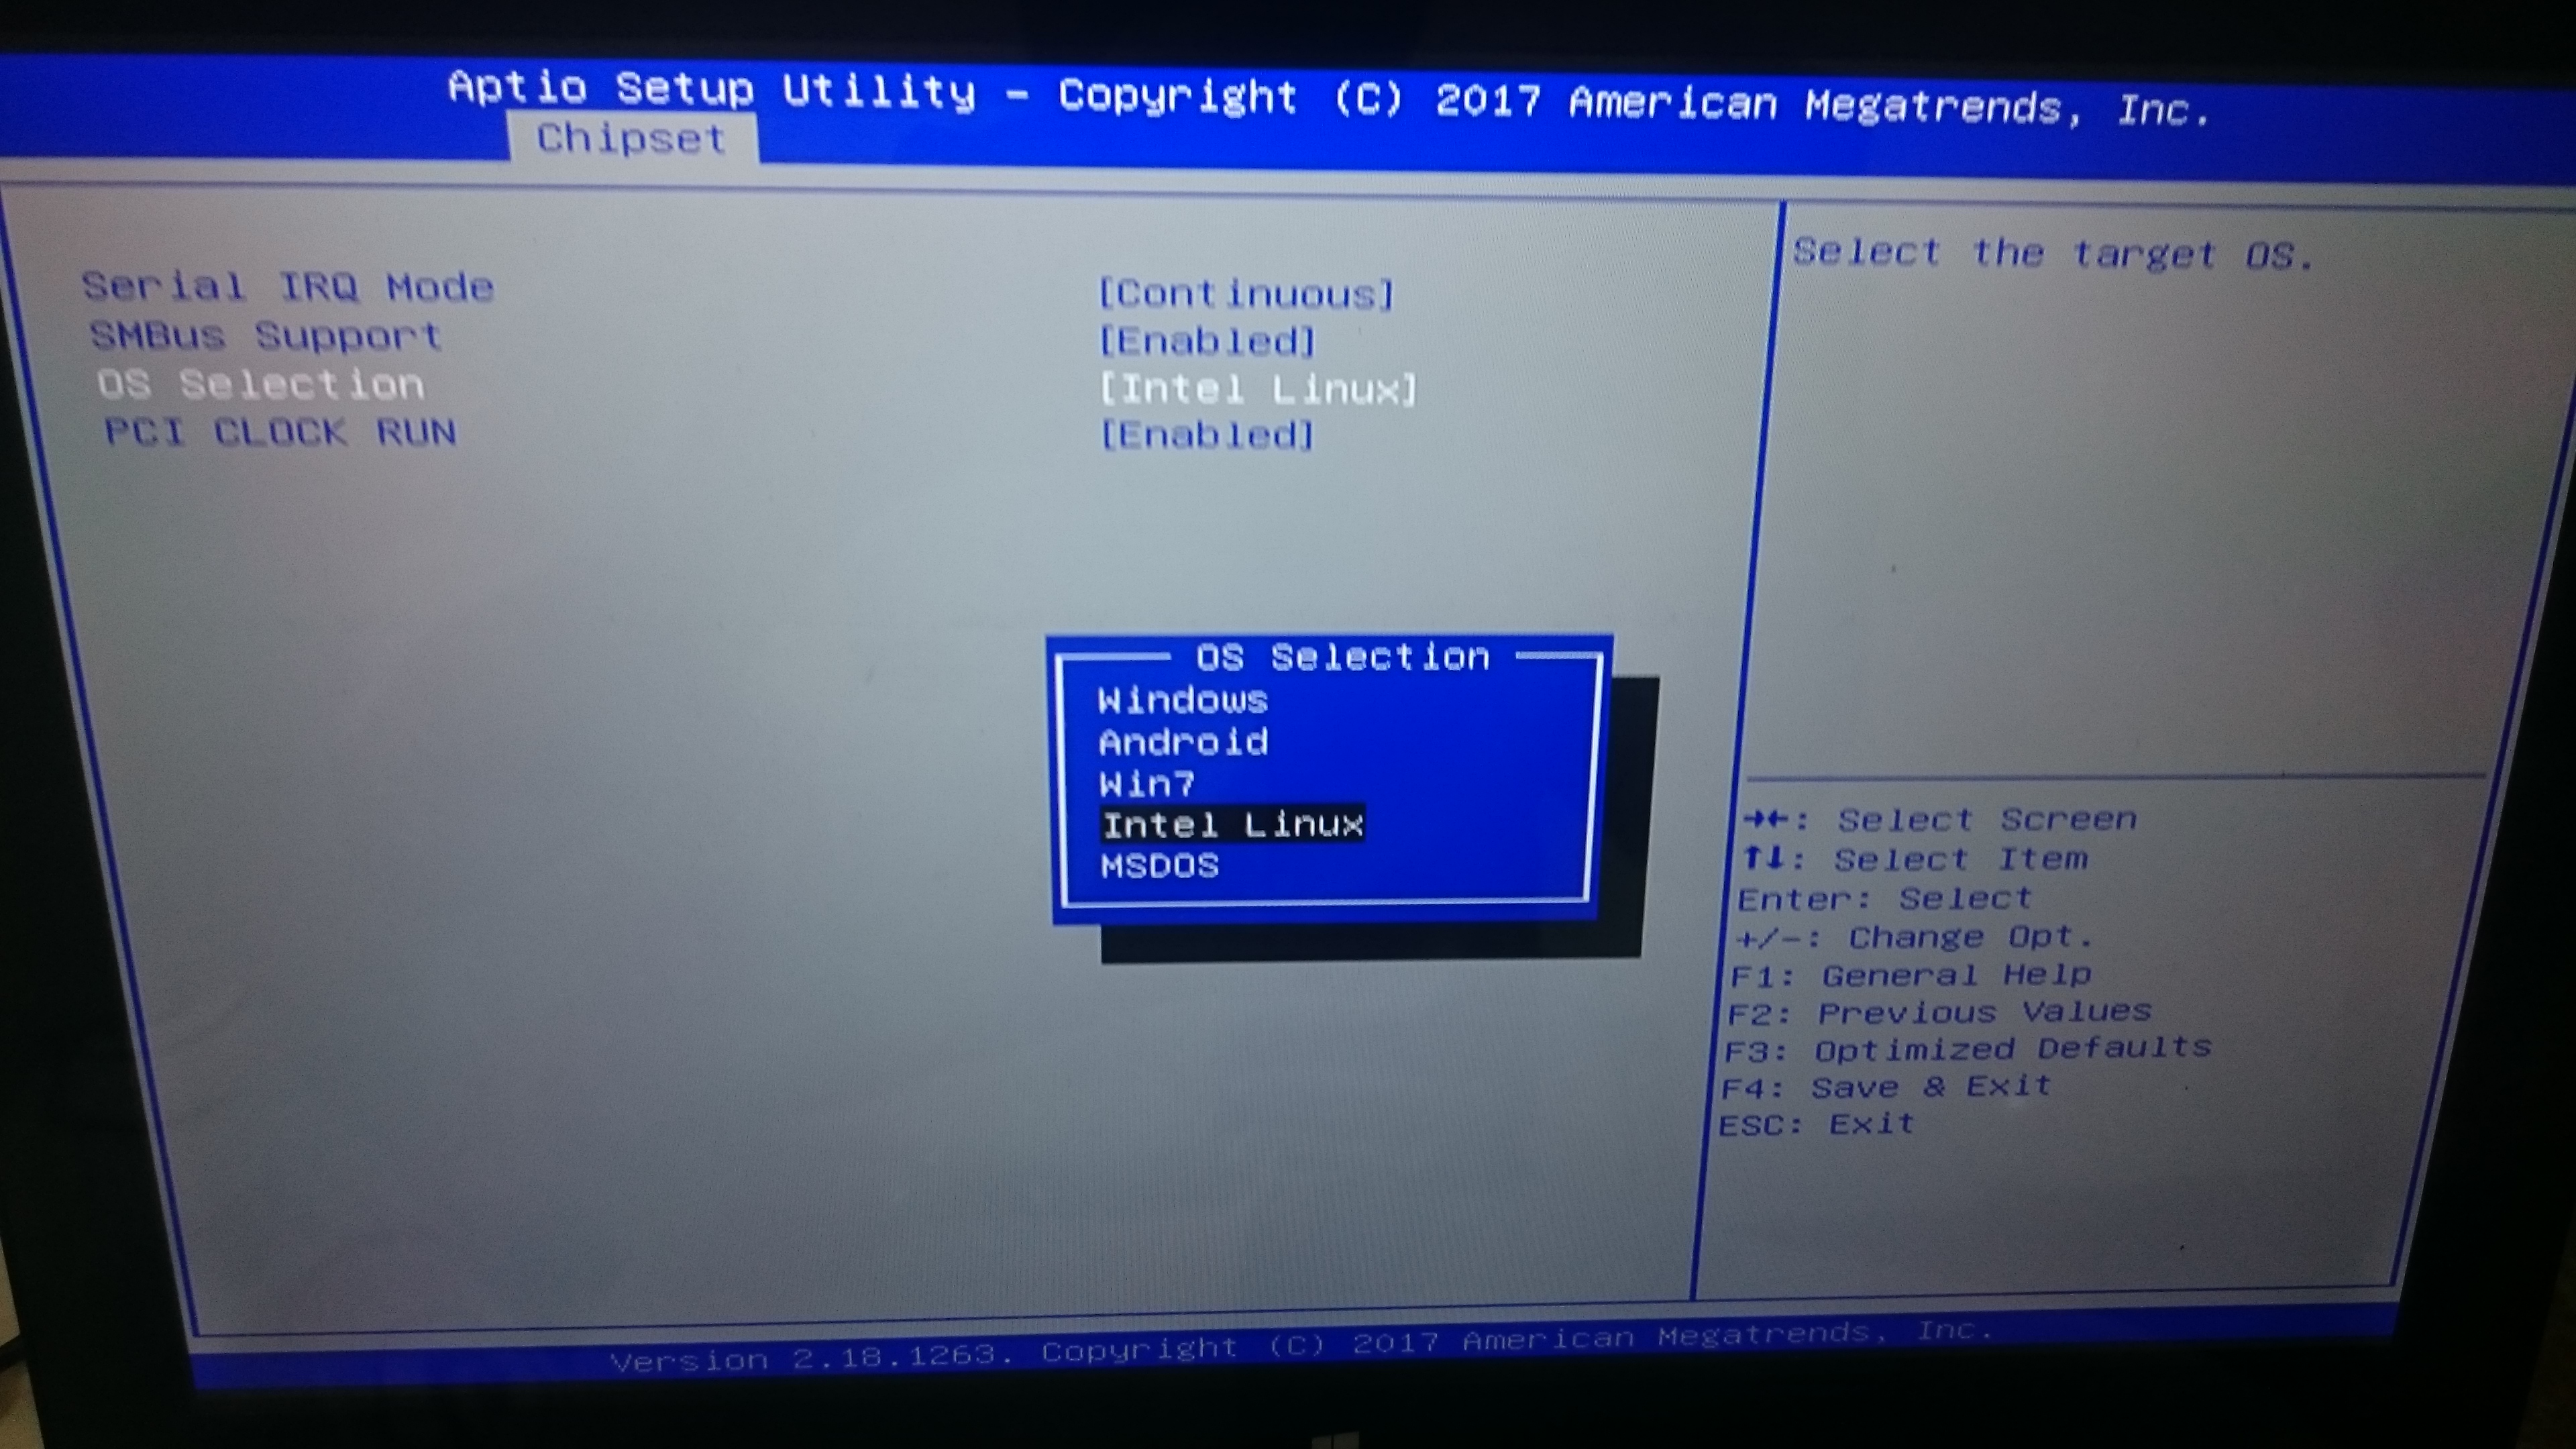 Aptio Setup Utility - Copyright (C) 2017 American Megatrends, Inc.
Chipset
Serial IRQ Mode [Continuous]
SMBus Support [Enabled]
OS Selection [Intel Linux]
PCI CLOCK RUN [Enabled]
Select the target OS.
OS Selection
Windows
Android
Win7
Intel Linux
MSDOS
→←: Select Screen
↑↓: Select Item
Enter: Select
+/-: Change Opt.
F1: General Help
F2: Previous Values
F3: Optimized Defaults
F4: Save & Exit
ESC: Exit
Version 2.18.1263. Copyright (C) 2017 American Megatrends, Inc.